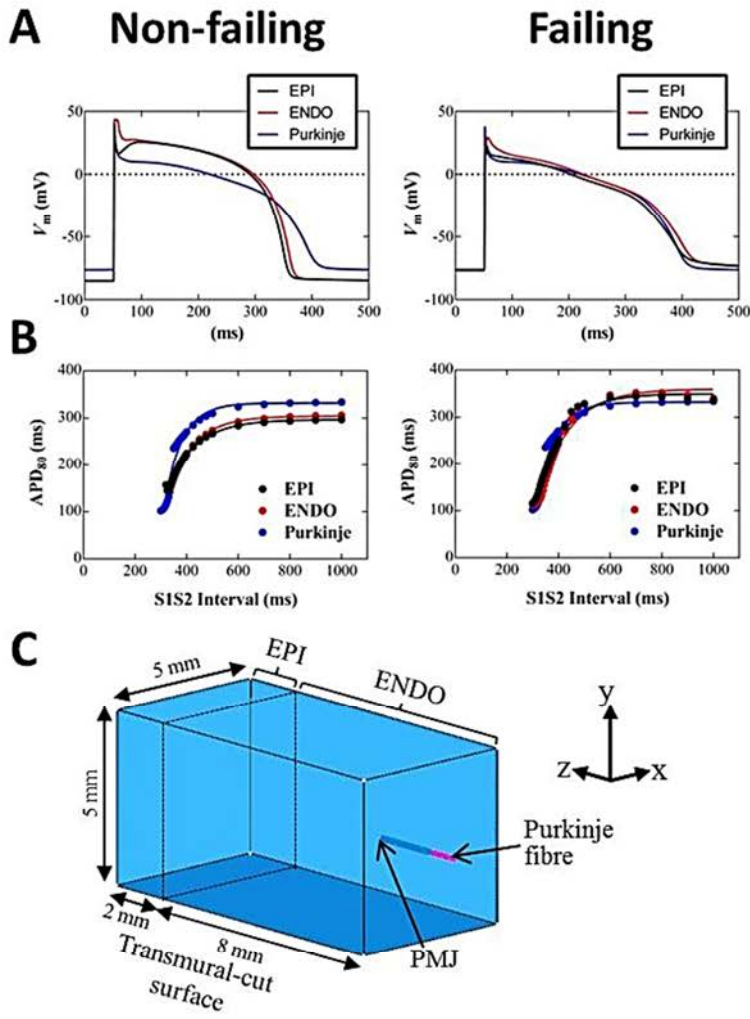 A
Non-failing
Failing
EPI
ENDO
Purkinje
EPI
ENDO
Purkinje
50
0
-50
-100
Vm (mV)
0 100 200 300 400 500
(ms)
50
0
-50
-100
Vm (mV)
0 100 200 300 400 500
(ms)
B
400
300
200
100
0
APD80 (ms)
EPI
ENDO
Purkinje
0 200 400 600 800 1000
S1S2 Interval (ms)
400
300
200
100
0
APD80 (ms)
EPI
ENDO
Purkinje
0 200 400 600 800 1000
S1S2 Interval (ms)
C
5 mm
EPI
ENDO
5 mm
y
z
x
Purkinje
fibre
PMJ
2 mm
8 mm
Transmural-cut
surface